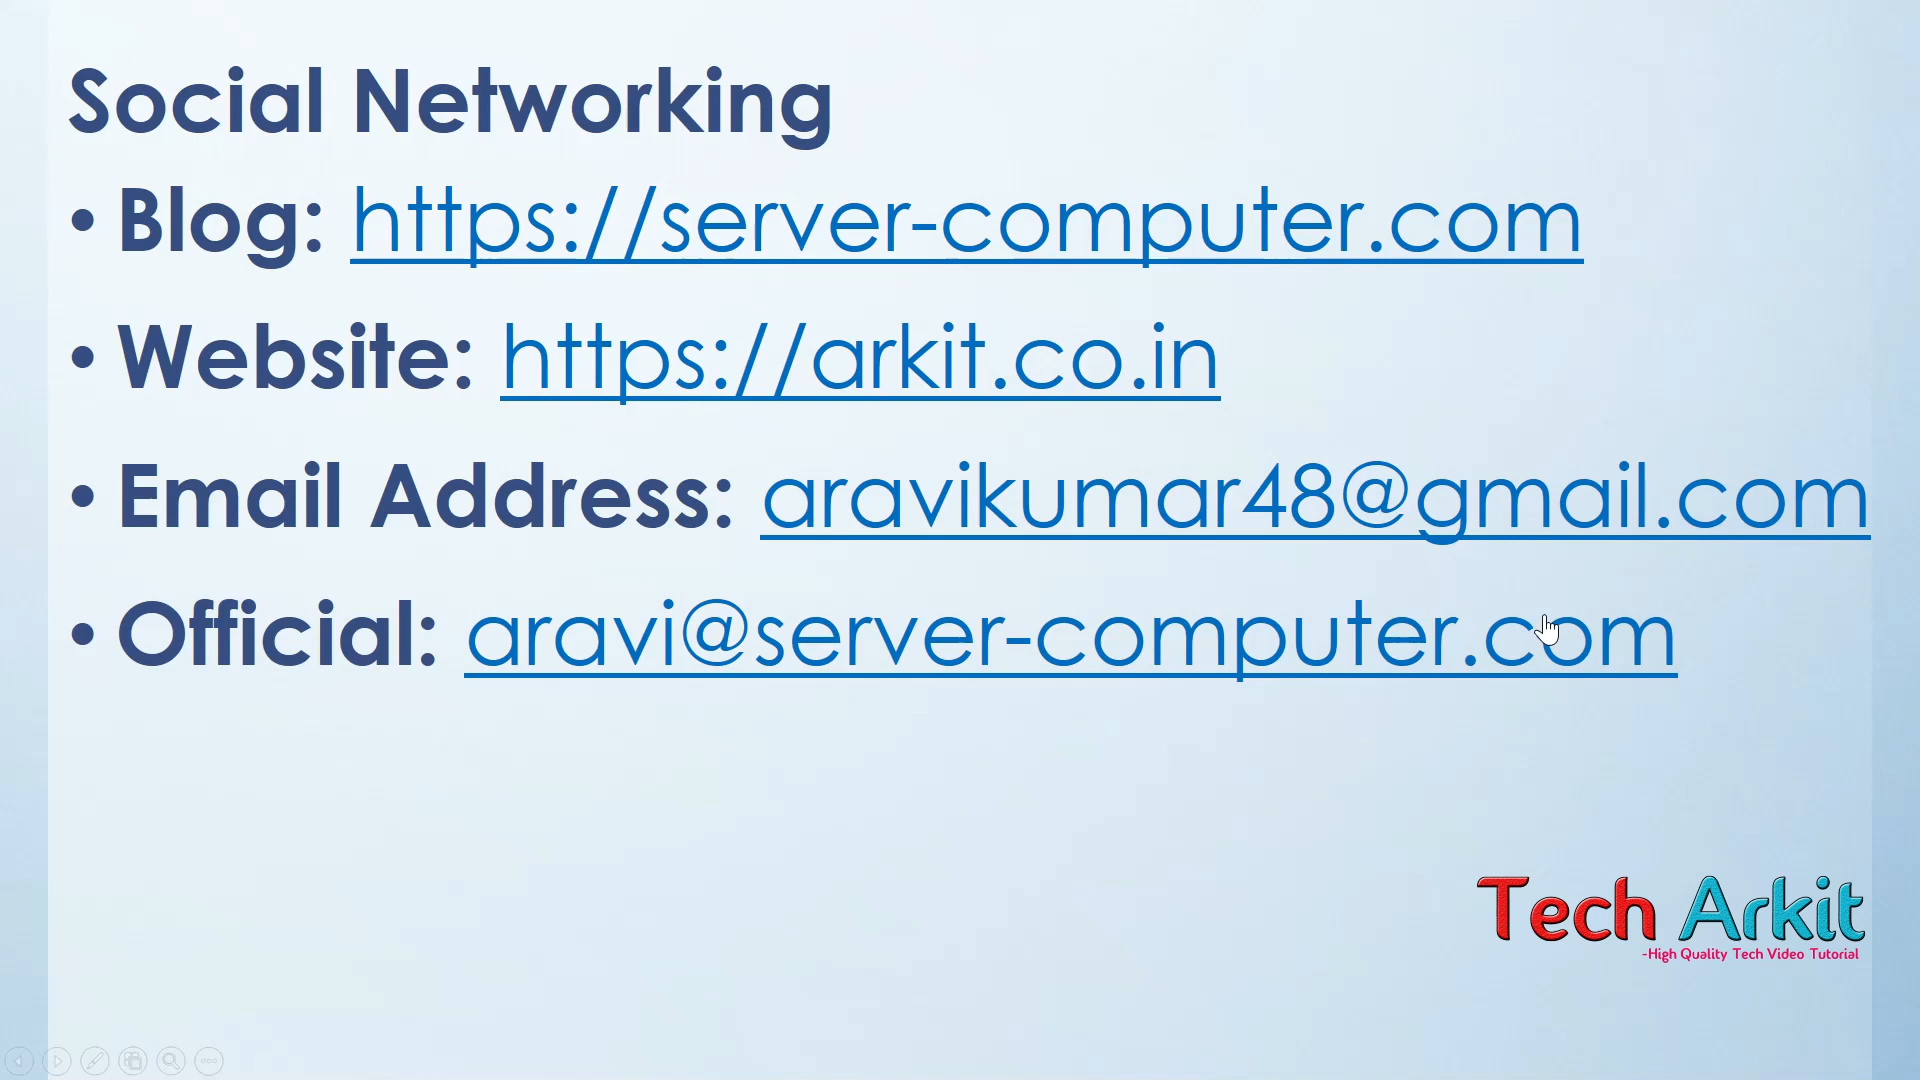 Social Networking
• Blog: https://server-computer.com
• Website: https://arkit.co.in
• Email Address: aravikumar48@gmail.com
• Official: aravi@server-computer.com
Tech Arkit
-High Quality Tech Video Tutorial